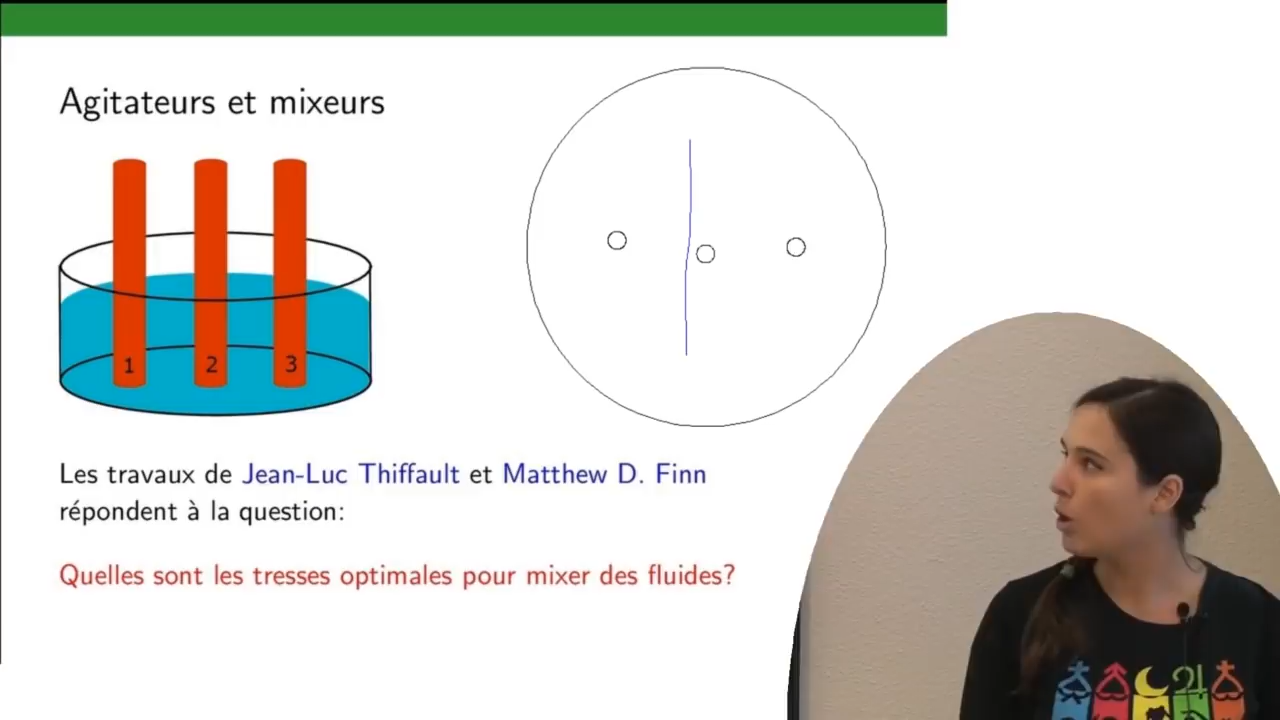 Agitateurs et mixeurs
1 2 3
Les travaux de Jean-Luc Thiffault et Matthew D. Finn
répondent à la question:
Quelles sont les tresses optimales pour mixer des fluides?